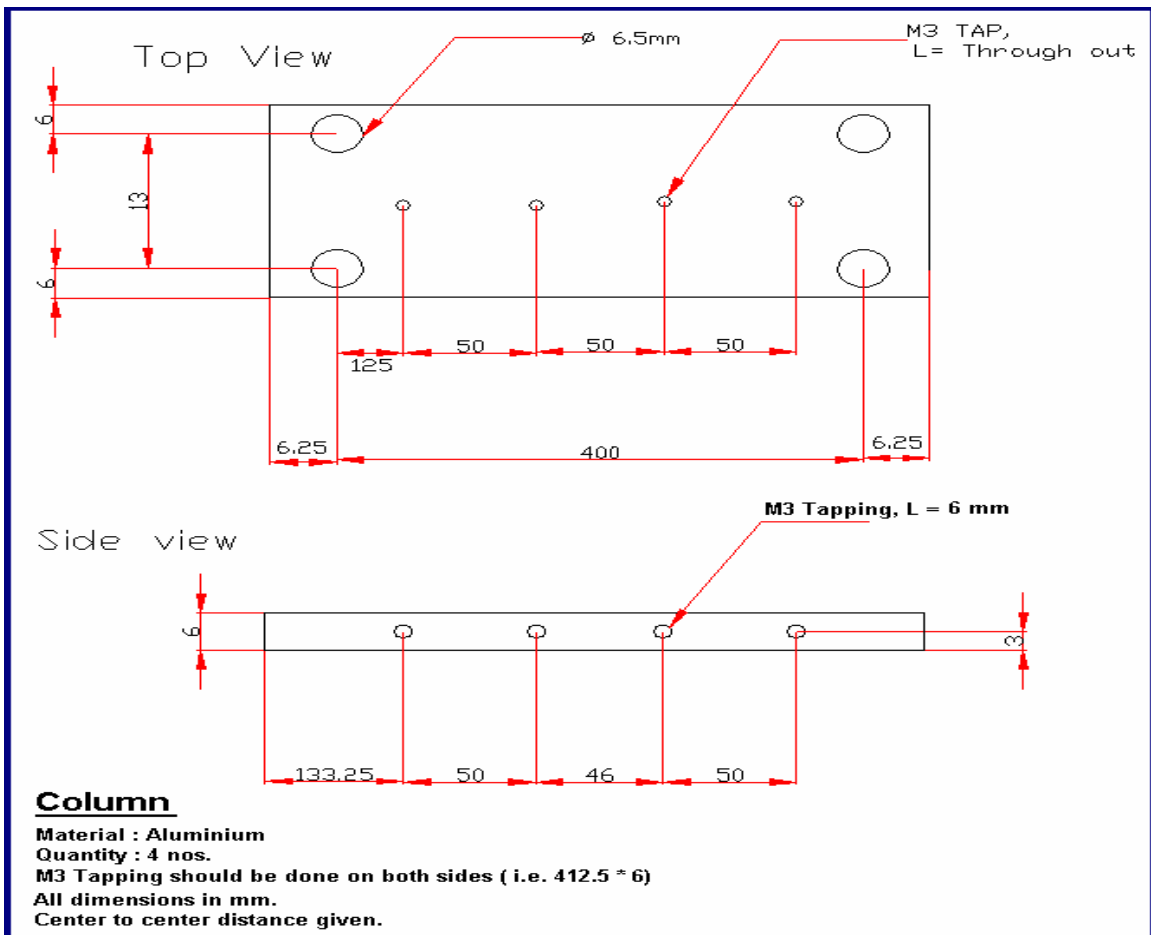 Top View
ø 6.5mm
M3 TAP,
L= Through out
6
13
6
50
50
50
125
6.25
400
6.25
M3 Tapping, L = 6 mm
Side view
6
3
133.25
50
46
50
Column
Material : Aluminium
Quantity : 4 nos.
M3 Tapping should be done on both sides ( i.e. 412.5 * 6)
All dimensions in mm.
Center to center distance given.